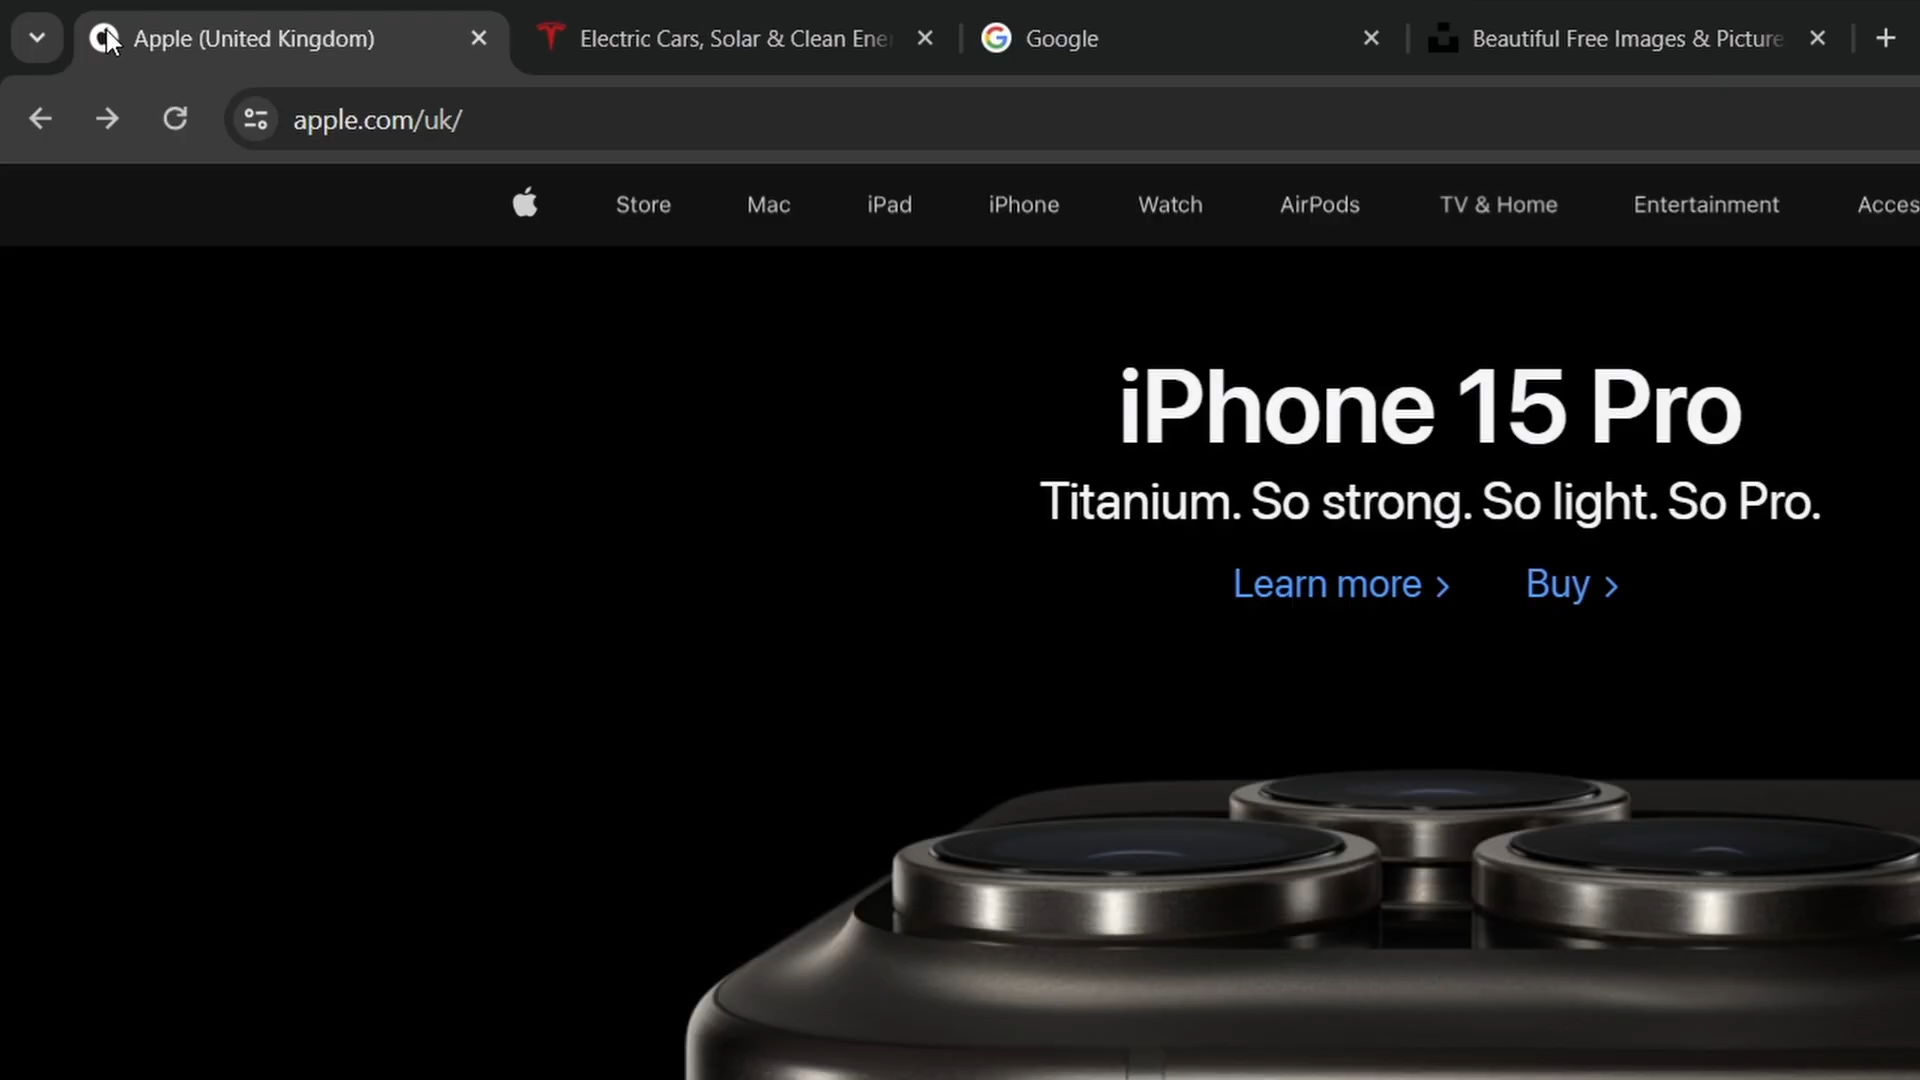 Apple (United Kingdom)
Electric Cars, Solar & Clean Ene
Google
Beautiful Free Images & Picture
apple.com/uk/
Store Mac iPad iPhone Watch AirPods TV & Home Entertainment Acces
iPhone 15 Pro
Titanium. So strong. So light. So Pro.
Learn more > Buy >